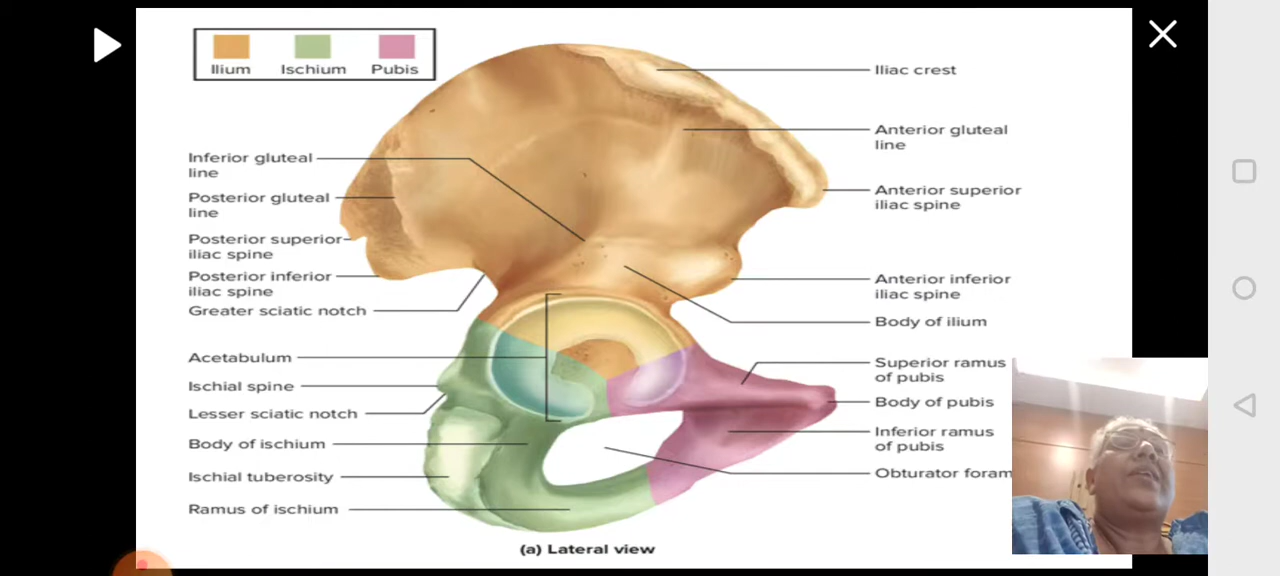 Ilium Ischium Pubis
Iliac crest
Anterior gluteal
line
Inferior gluteal
line
Posterior gluteal
line
Anterior superior
iliac spine
Posterior superior
iliac spine
Posterior inferior
iliac spine
Anterior inferior
iliac spine
Greater sciatic notch
Body of ilium
Acetabulum
Superior ramus
of pubis
Ischial spine
Body of pubis
Lesser sciatic notch
Inferior ramus
of pubis
Body of ischium
Obturator foram
Ischial tuberosity
Ramus of ischium
(a) Lateral view